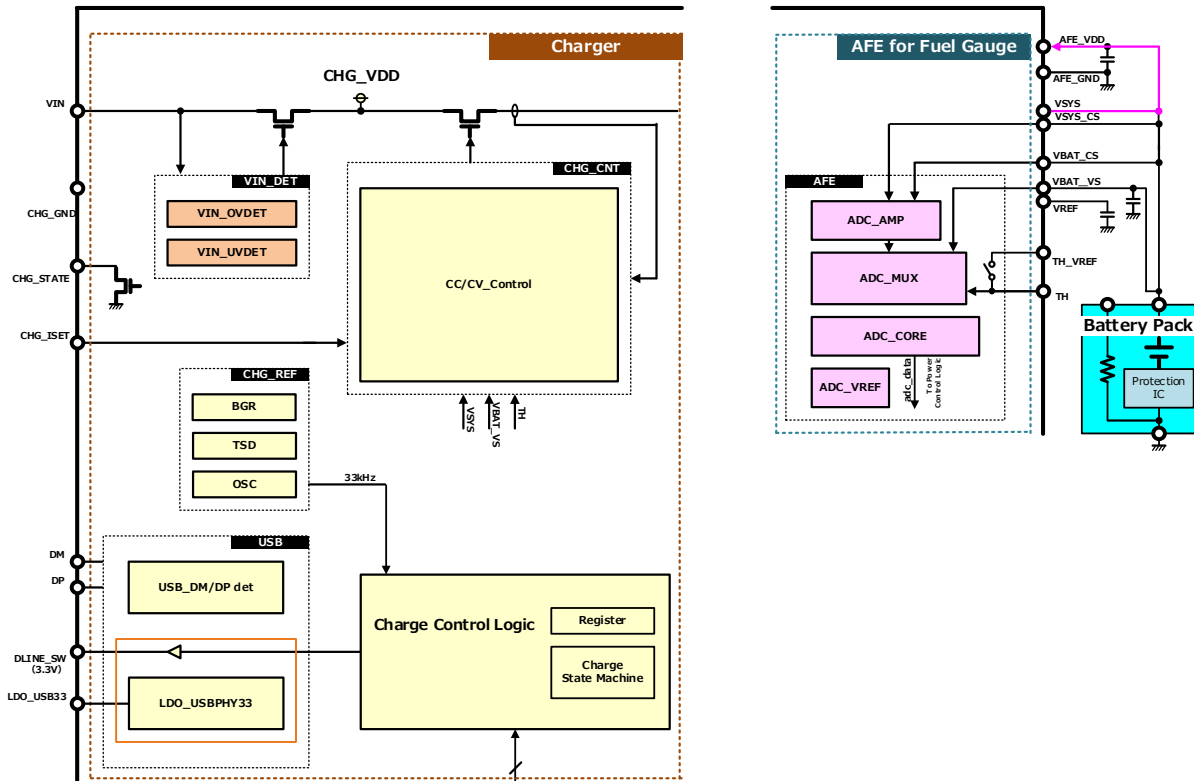 Charger
CHG_VDD
VIN
VIN_DET
VIN_OVDET
VIN_UVDET
CHG_GND
CHG_STATE
CHG_ISET
CHG_CNT
CC/CV_Control
VSYS
VBAT_VS
TH
CHG_REF
BGR
TSD
OSC
33kHz
USB
DM
DP
USB_DM/DP det
DLINE_SW
(3.3V)
LDO_USB33
LDO_USBPHY33
Charge Control Logic
Register
Charge
State Machine
AFE for Fuel Gauge
AFE_VDD
AFE_GND
VSYS
VSYS_CS
VBAT_CS
VBAT_VS
VREF
TH_VREF
TH
AFE
ADC_AMP
ADC_MUX
ADC_CORE
ADC_VREF
adc_data
To Power
Control Logic
Battery Pack
Protection
IC